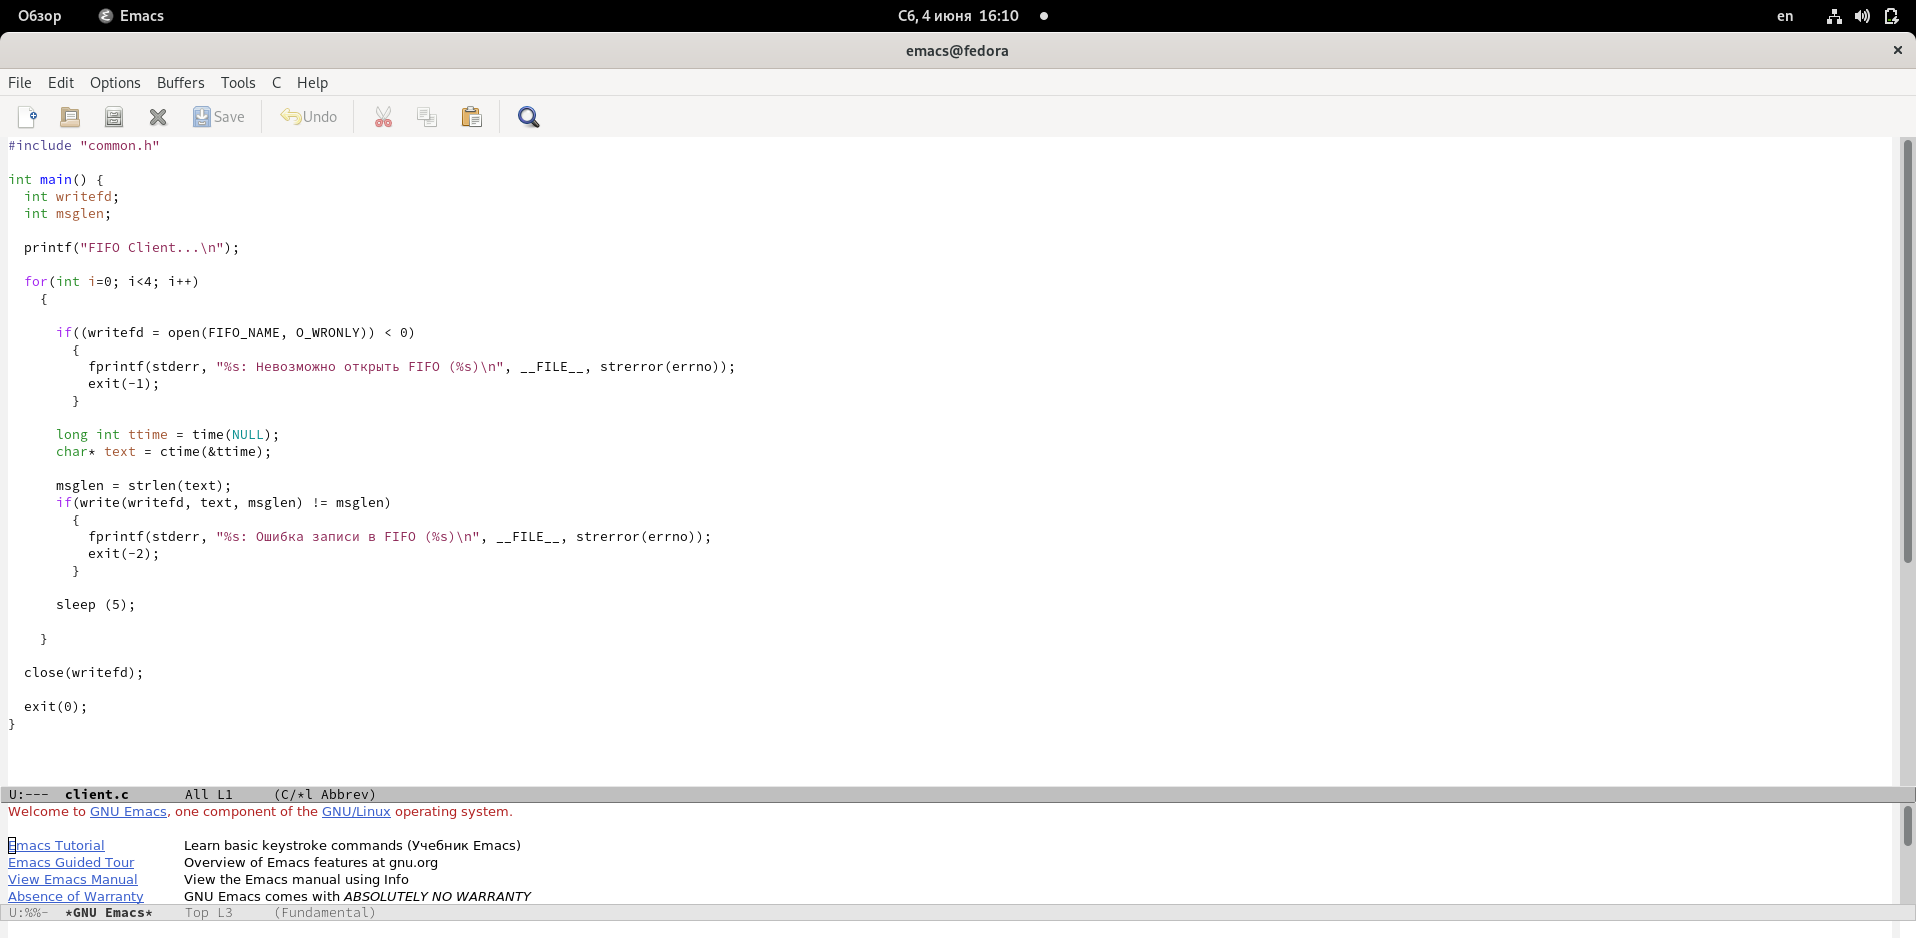 Обзор Emacs Сб, 4 июня 16:10 en
emacs@fedora
File Edit Options Buffers Tools C Help
Save Undo
#include "common.h"
int main() {
int writefd;
int msglen;
printf("FIFO Client...\n");
for(int i=0; i<4; i++)
{
if((writefd = open(FIFO_NAME, O_WRONLY)) < 0)
{
fprintf(stderr, "%s: Невозможно открыть FIFO (%s)\n", __FILE__, strerror(errno));
exit(-1);
}
long int ttime = time(NULL);
char* text = ctime(&ttime);
msglen = strlen(text);
if(write(writefd, text, msglen) != msglen)
{
fprintf(stderr, "%s: Ошибка записи в FIFO (%s)\n", __FILE__, strerror(errno));
exit(-2);
}
sleep (5);
}
close(writefd);
exit(0);
}
U:--- client.c All L1 (C/*l Abbrev)
Welcome to GNU Emacs, one component of the GNU/Linux operating system.
Emacs Tutorial Learn basic keystroke commands (Учебник Emacs)
Emacs Guided Tour Overview of Emacs features at gnu.org
View Emacs Manual View the Emacs manual using Info
Absence of Warranty GNU Emacs comes with ABSOLUTELY NO WARRANTY
U:%%- *GNU Emacs* Top L3 (Fundamental)